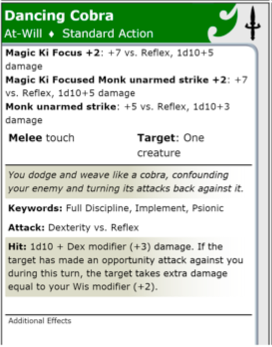 Dancing Cobra
At-Will ♦ Standard Action
Magic Ki Focus +2: +7 vs. Reflex, 1d10+5
damage
Magic Ki Focused Monk unarmed strike +2: +7
vs. Reflex, 1d10+5 damage
Monk unarmed strike: +5 vs. Reflex, 1d10+3
damage
Melee touch Target: One
creature
You dodge and weave like a cobra, confounding
your enemy and turning its attacks back against it.
Keywords: Full Discipline, Implement, Psionic
Attack: Dexterity vs. Reflex
Hit: 1d10 + Dex modifier (+3) damage. If the
target has made an opportunity attack against you
during this turn, the target takes extra damage
equal to your Wis modifier (+2).
Additional Effects